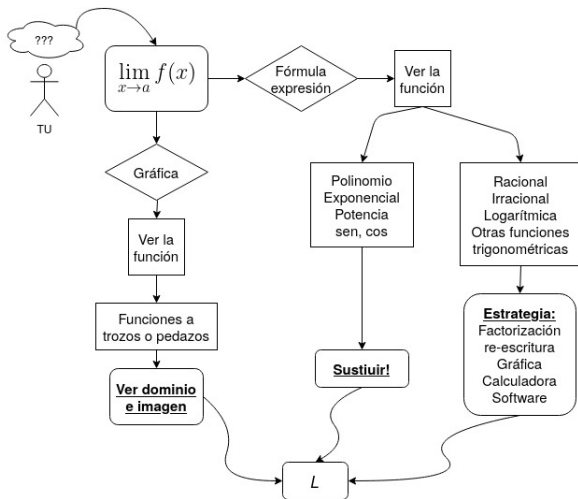 ???
TU
lim f(x)
x→a
Fórmula
expresión
Ver la
función
Gráfica
Ver la
función
Funciones a
trozos o pedazos
Ver dominio
e imagen
Polinomio
Exponencial
Potencia
sen, cos
Sustiuir!
Racional
Irracional
Logarítmica
Otras funciones
trigonométricas
Estrategia:
Factorización
re-escritura
Gráfica
Calculadora
Software
L